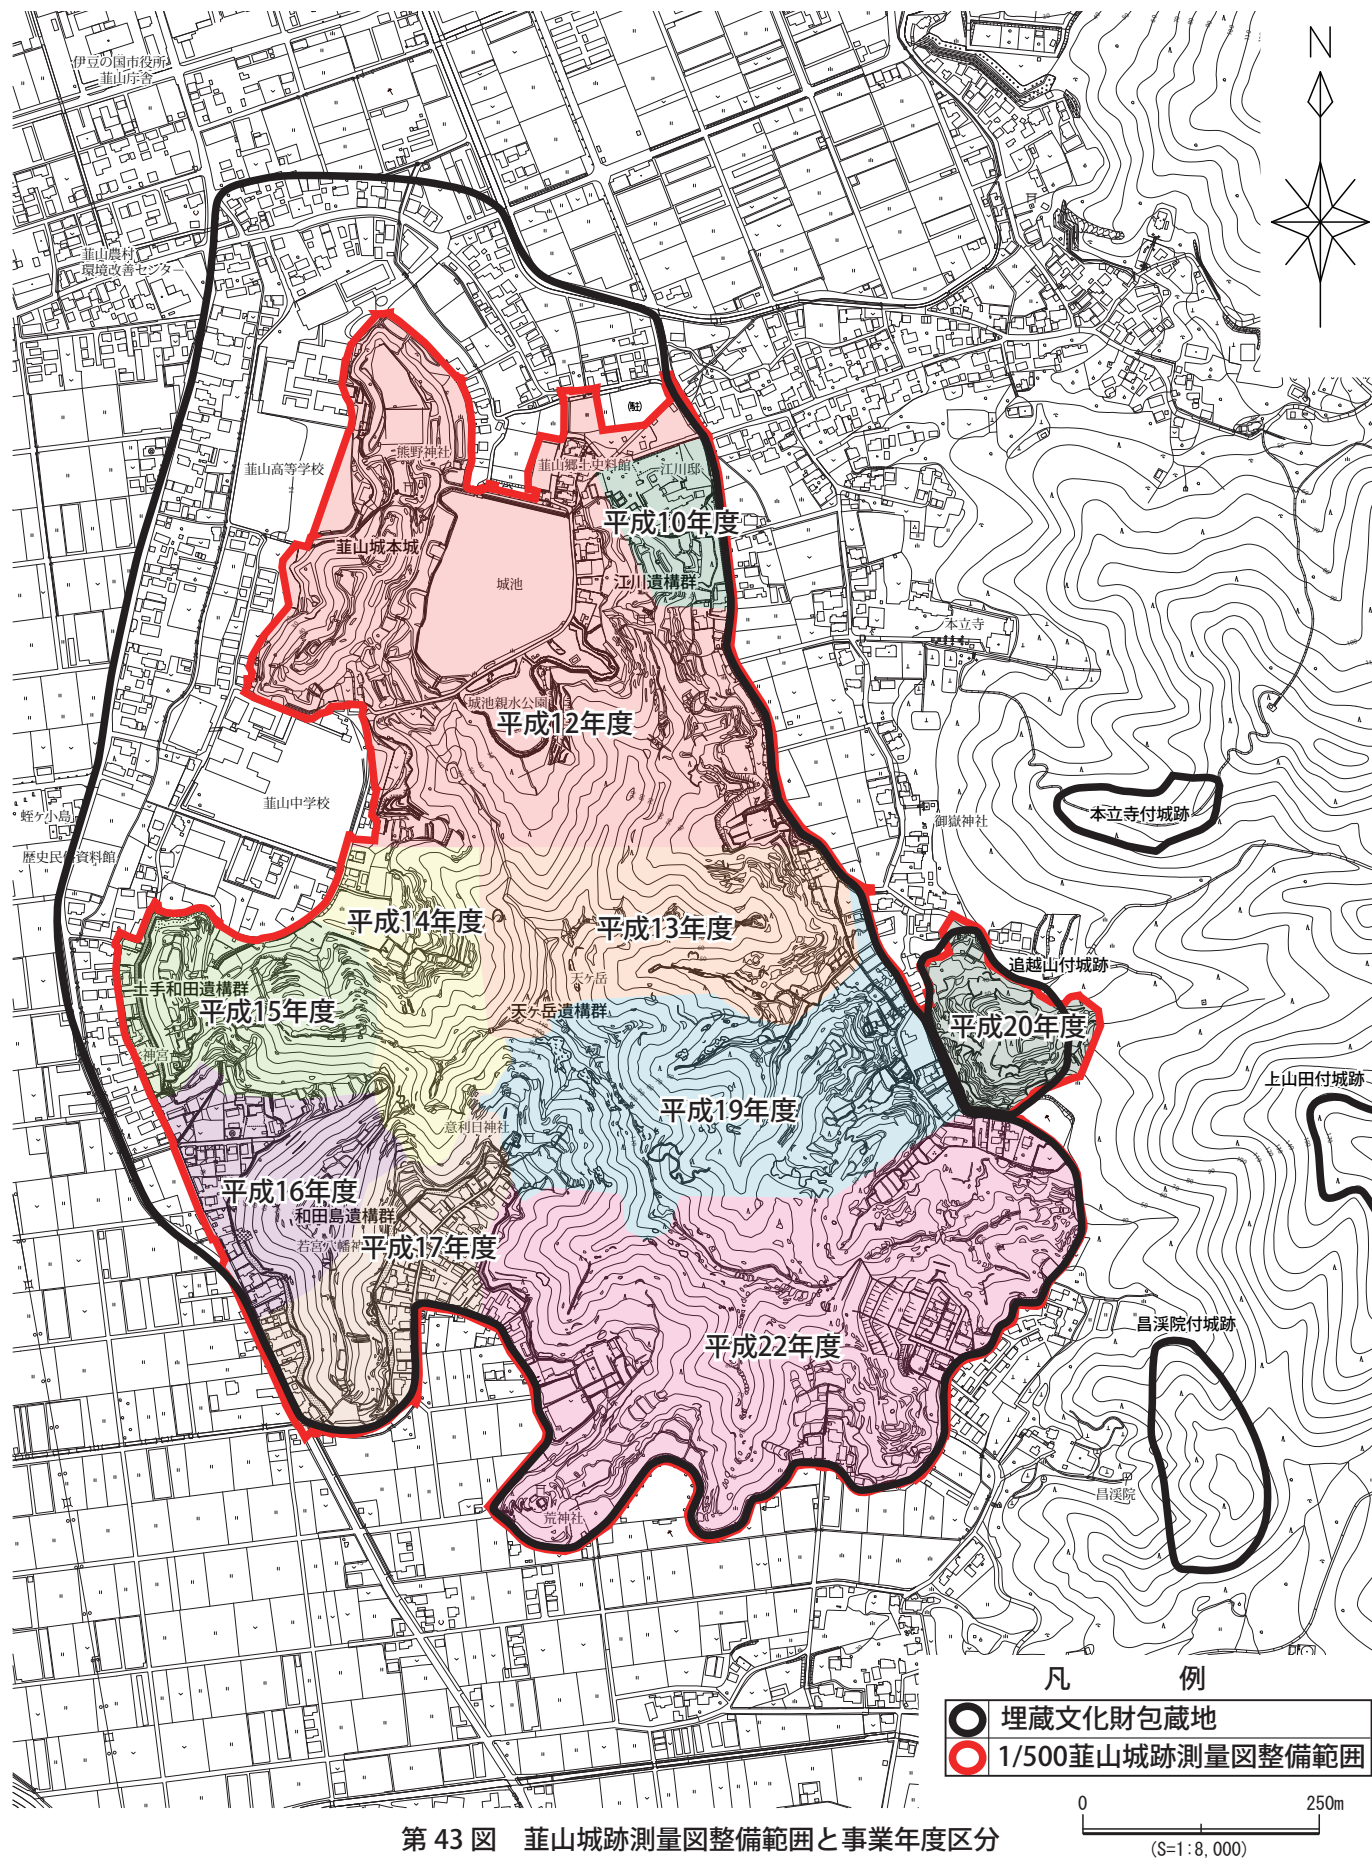 伊豆の国市役所
韮山庁舎
N
韮山農村
環境改善センター
(駐)
熊野神社
韮山高等学校
韮山郷土史料館
江川邸
平成10年度
韮山城本城
城池
江川遺構群
本立寺
城池親水公園
平成12年度
韮山中学校
本立寺付城跡
蛭ヶ小島
御嶽神社
歴史民俗資料館
平成14年度
平成13年度
追越山付城跡
天ヶ岳
土手和田遺構群
平成15年度
天ヶ岳遺構群
平成20年度
神宮
上山田付城跡
平成19年度
意利日神社
平成16年度
和田島遺構群
若宮八幡神
平成17年度
昌渓院付城跡
平成22年度
昌渓院
荒神社
凡 例
埋蔵文化財包蔵地
1/500韮山城跡測量図整備範囲
0 250m
(S=1:8,000)
第 43 図 韮山城跡測量図整備範囲と事業年度区分